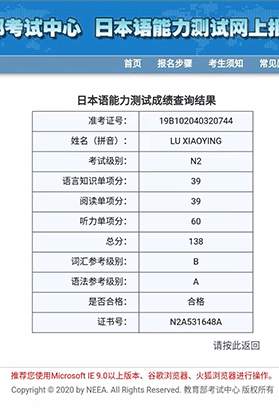 部考试中心 日本语能力测试网上报
首页 报名步骤 考生须知 常见
日本语能力测试成绩查询结果
准考证号： 19B102040320744
姓名（拼音）： LU XIAOYING
考试级别： N2
语言知识单项分： 39
阅读单项分： 39
听力单项分： 60
总分： 138
词汇参考级别： B
语法参考级别： A
是否合格： 合格
证书号： N2A531648A
请按此返回
推荐您使用Microsoft IE 9.0以上版本、谷歌浏览器、火狐浏览器进行操作。
Copyright © 2020 by NEEA. All Rights Reserved. 教育部考试中心 版权所有